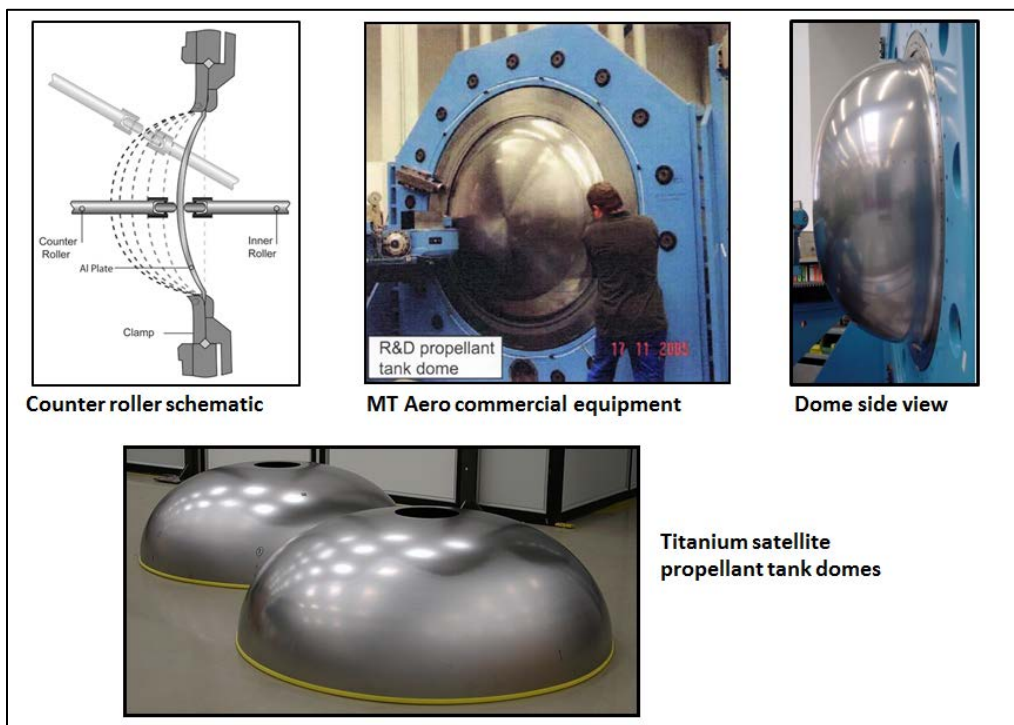 Counter
Roller
Inner
Roller
Al Plate
Clamp
R&D propellant
tank dome
17 11 2005
Counter roller schematic
MT Aero commercial equipment
Dome side view
Titanium satellite
propellant tank domes